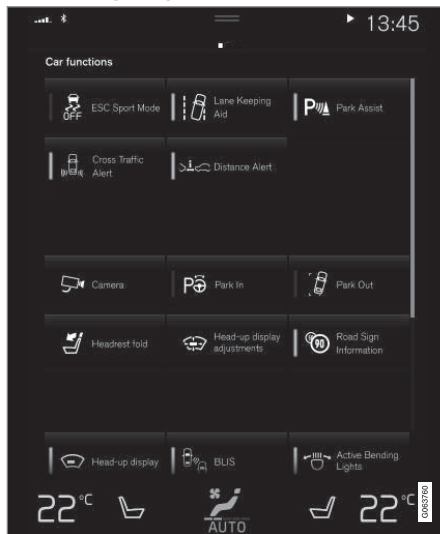 13:45
Car functions
OFF ESC Sport Mode
Lane Keeping
Aid
P Park Assist
Cross Traffic
Alert
Distance Alert
Camera
P Park In
Park Out
Headrest fold
Head-up display
adjustments
90 Road Sign
Information
Head-up display
BLIS
Active Bending
Lights
22°C
AUTO
22°C
G063760